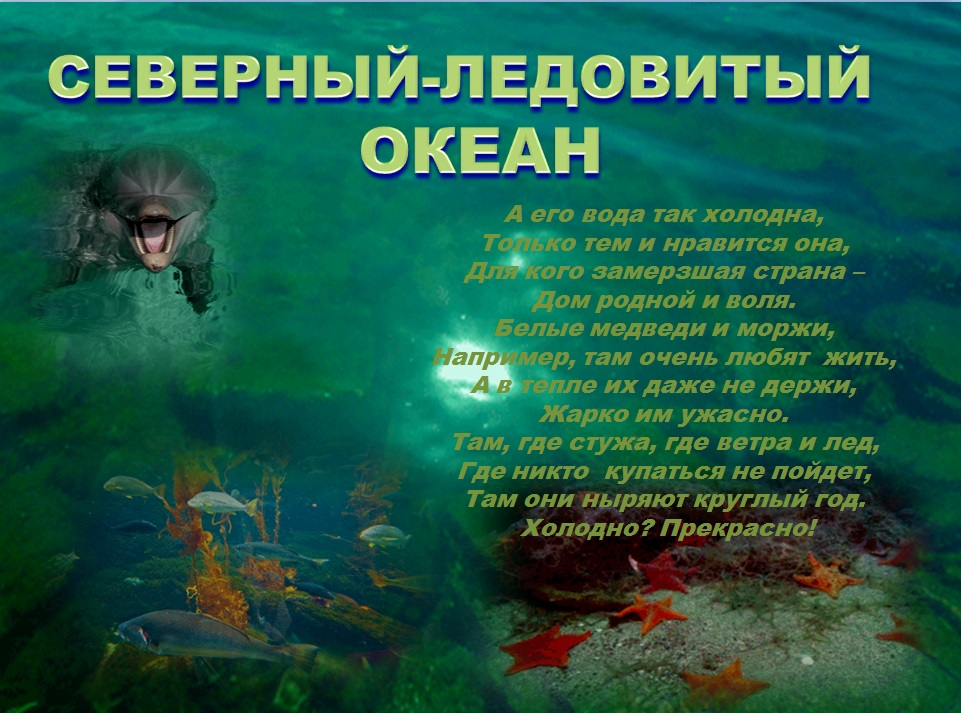 СЕВЕРНЫЙ-ЛЕДОВИТЫЙ
ОКЕАН
А его вода так холодна,
Только тем и нравится она,
Для кого замерзшая страна –
Дом родной и воля.
Белые медведи и моржи,
Например, там очень любят жить,
А в тепле их даже не держи,
Жарко им ужасно.
Там, где стужа, где ветра и лед,
Где никто купаться не пойдет,
Там они ныряют круглый год.
Холодно? Прекрасно!